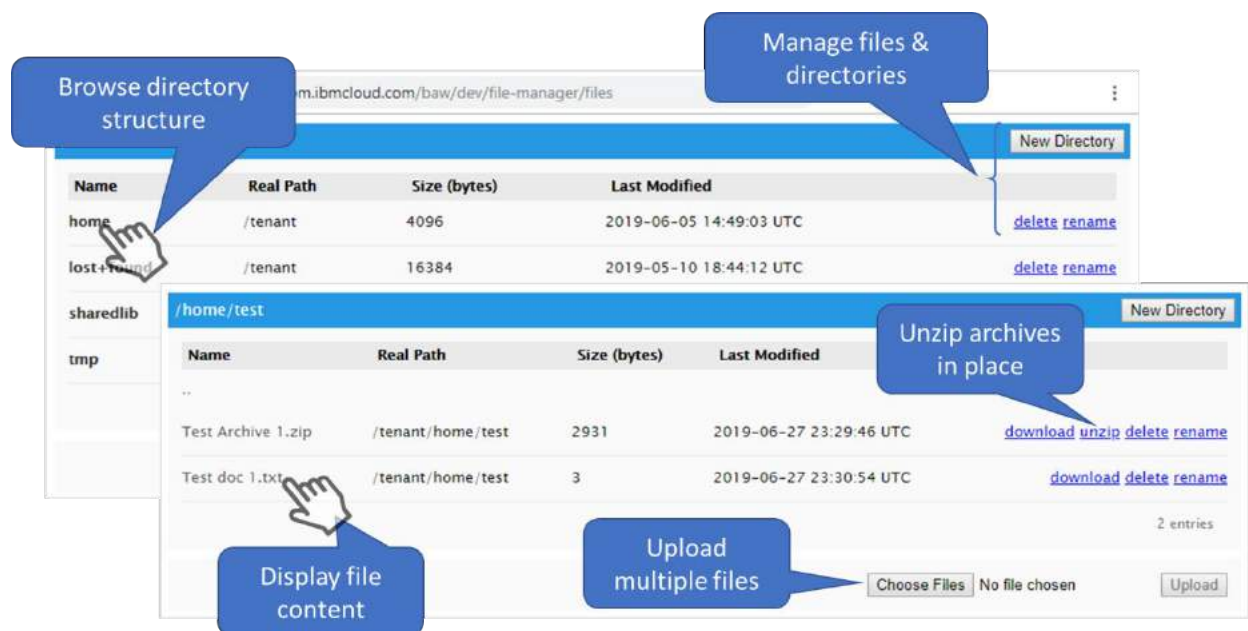 Manage files &
directories
Browse directory
structure
m.ibmcloud.com/baw/dev/file-manager/files
New Directory
Name Real Path Size (bytes) Last Modified
home /tenant 4096 2019-06-05 14:49:03 UTC delete rename
lost+found /tenant 16384 2019-05-10 18:44:12 UTC delete rename
sharedlib
tmp
/home/test New Directory
Unzip archives
in place
Name Real Path Size (bytes) Last Modified
..
Test Archive 1.zip /tenant/home/test 2931 2019-06-27 23:29:46 UTC download unzip delete rename
Test doc 1.txt /tenant/home/test 3 2019-06-27 23:30:54 UTC download delete rename
2 entries
Display file
content
Upload
multiple files
Choose Files No file chosen Upload